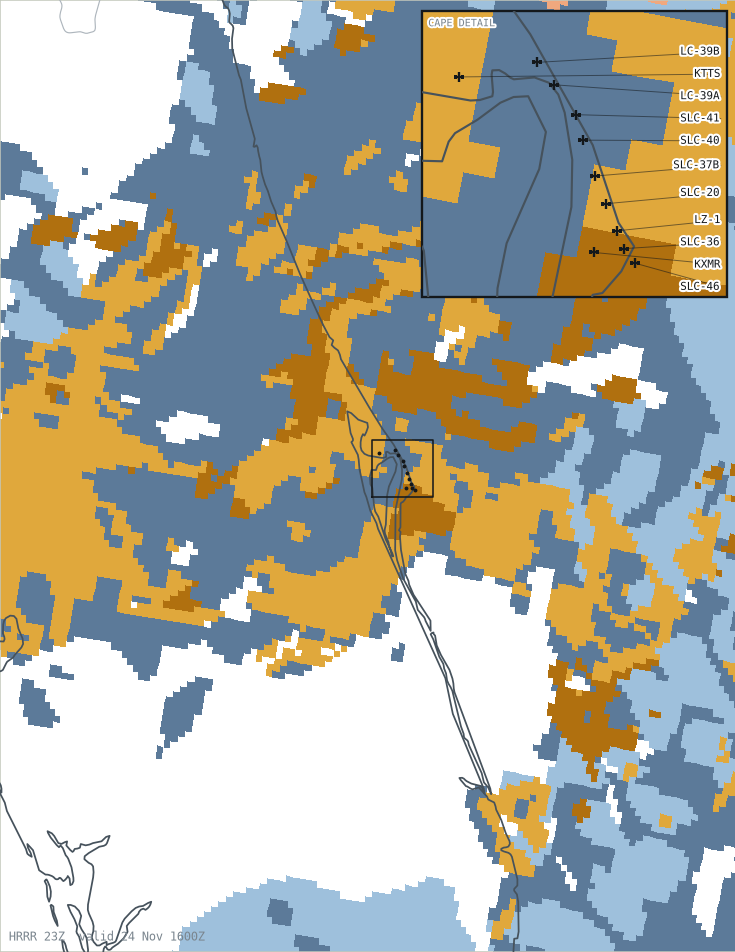 CAPE DETAIL
LC-39B
KTTS
LC-39A
SLC-41
SLC-40
SLC-37B
SLC-20
LZ-1
SLC-36
KXMR
SLC-46
HRRR 23Z valid 24 Nov 1600Z